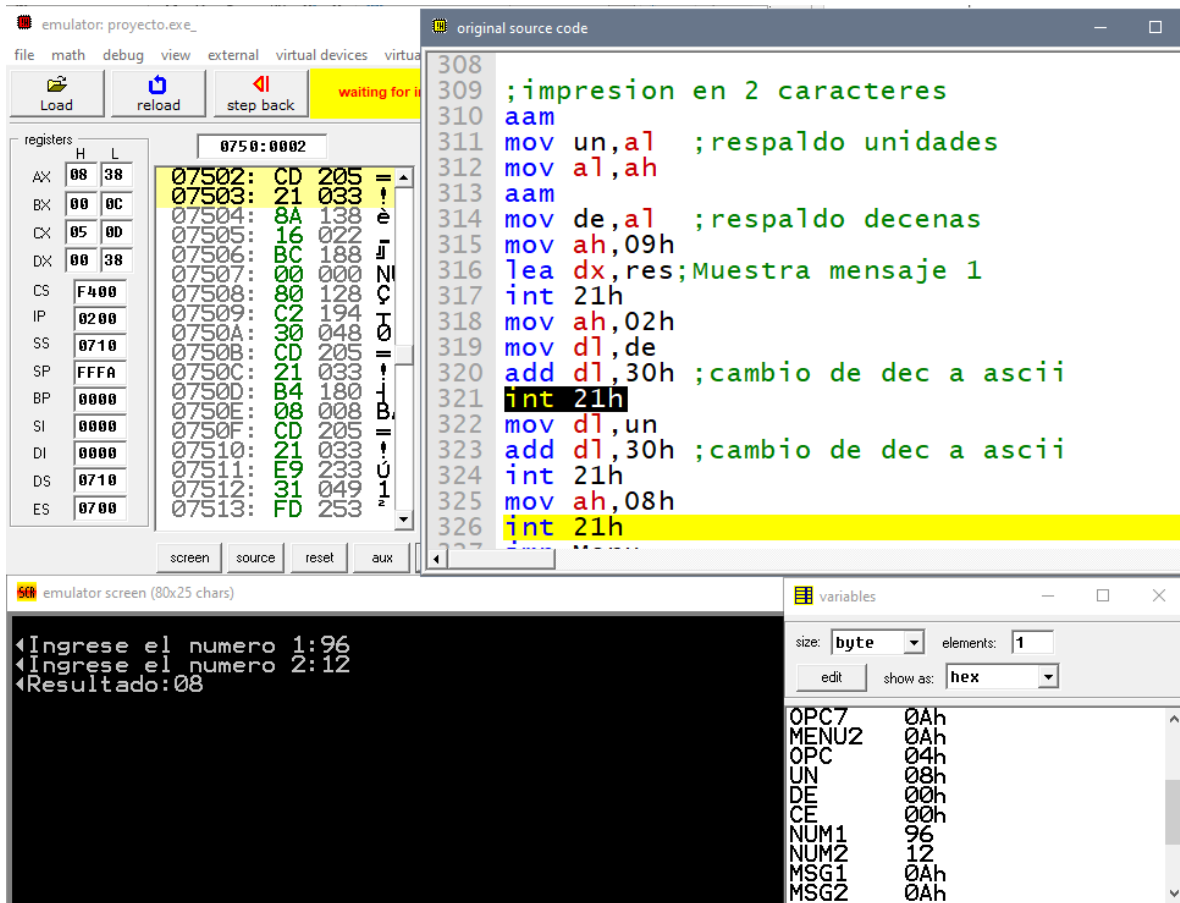 emulator: proyecto.exe_
file math debug view external virtual devices
Load reload step back waiting for
registers
H L
0750:0002
AX 08 38
BX 00 0C
CX 05 0D
DX 00 38
CS F400
IP 0200
SS 0710
SP FFFA
BP 0000
SI 0000
DI 0000
DS 0710
ES 0700
07502: CD 205 =
07503: 21 033 !
07504: 8A 138 è
07505: 16 022
07506: BC 188 ╝
07507: 00 000
07508: 80 128 Ç
07509: C2 194 ┬
0750A: 30 048 0
0750B: CD 205 =
0750C: 21 033 !
0750D: B4 180 ┤
0750E: 08 008
0750F: CD 205 =
07510: 21 033 !
07511: E9 233 Ú
07512: 31 049 1
07513: FD 253 ²
screen source reset aux
original source code
308
309 ;impresion en 2 caracteres
310 aam
311 mov un,al ;respaldo unidades
312 mov al,ah
313 aam
314 mov de,al ;respaldo decenas
315 mov ah,09h
316 lea dx,res;Muestra mensaje 1
317 int 21h
318 mov ah,02h
319 mov dl,de
320 add dl,30h ;cambio de dec a ascii
321 int 21h
322 mov dl,un
323 add dl,30h ;cambio de dec a ascii
324 int 21h
325 mov ah,08h
326 int 21h
SCR emulator screen (80x25 chars)
Ingrese el numero 1:96
Ingrese el numero 2:12
Resultado:08
variables
size: byte elements: 1
edit show as: hex
OPC7 0Ah
MENU2 0Ah
OPC 04h
UN 08h
DE 00h
CE 00h
NUM1 96
NUM2 12
MSG1 0Ah
MSG2 0Ah